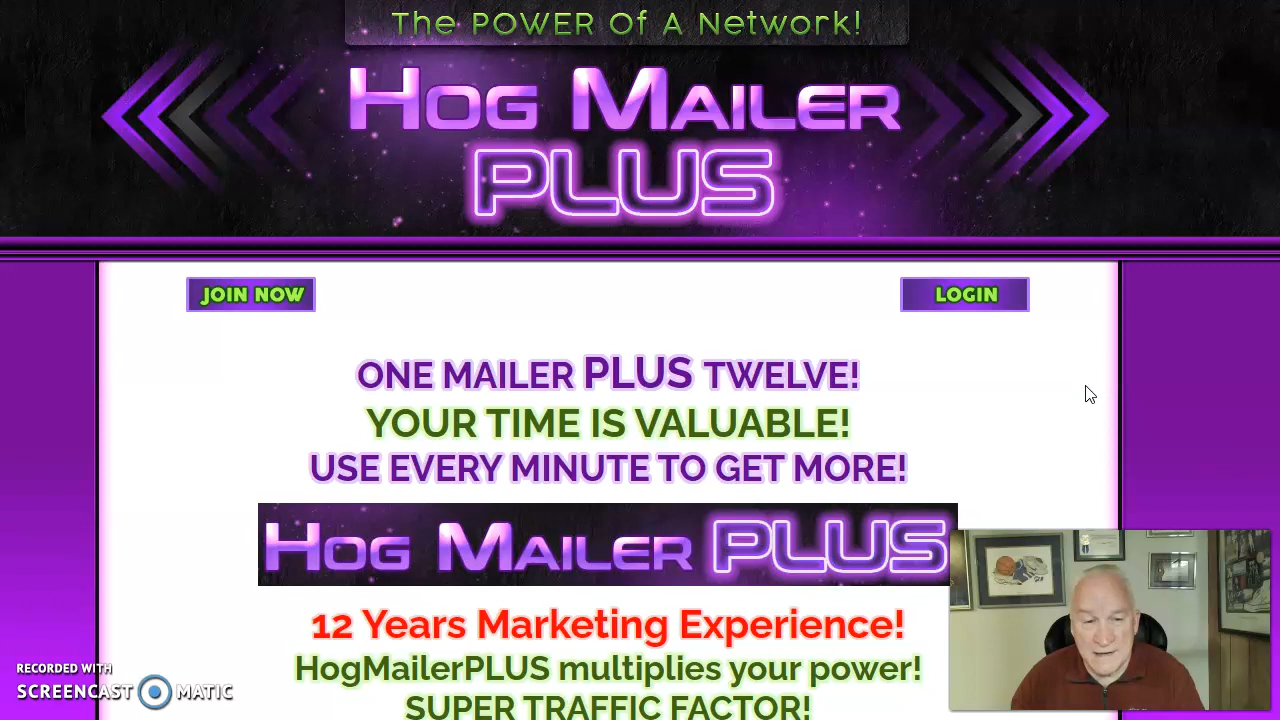 The POWER Of A Network!
HOG MAILER
PLUS
JOIN NOW
LOGIN
ONE MAILER PLUS TWELVE!
YOUR TIME IS VALUABLE!
USE EVERY MINUTE TO GET MORE!
HOG MAILER PLUS
12 Years Marketing Experience!
HogMailerPLUS multiplies your power!
SUPER TRAFFIC FACTOR!
RECORDED WITH
SCREENCAST MATIC